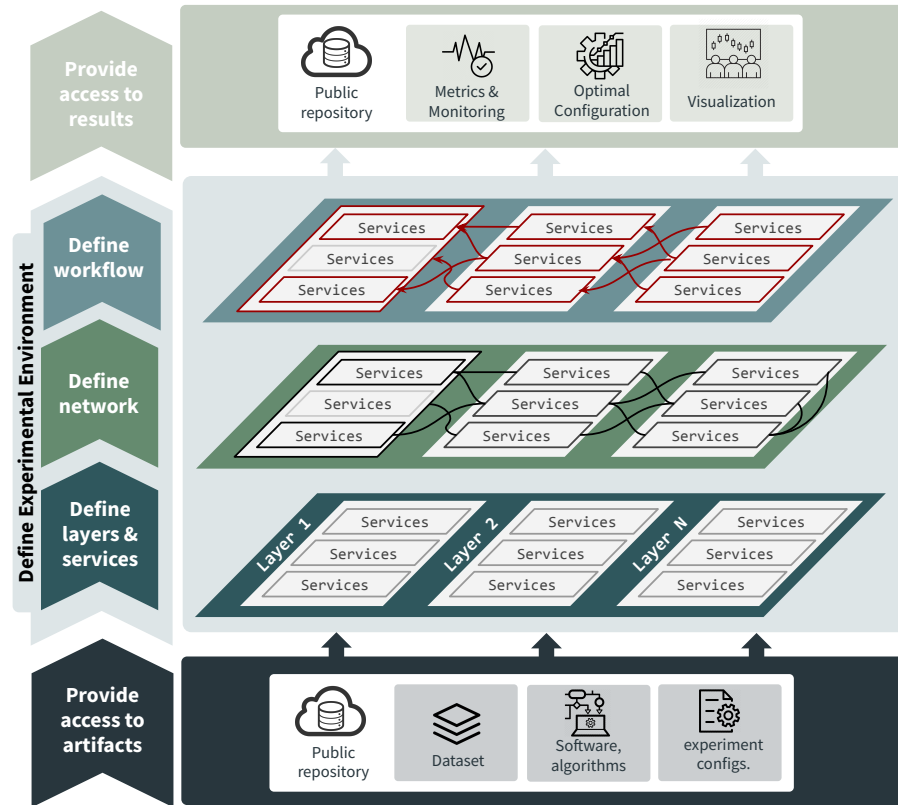 Provide
access to
results
Public
repository
Metrics &
Monitoring
Optimal
Configuration
Visualization
Define Experimental Environment
Define
workflow
Services
Services
Services
Services
Services
Services
Services
Services
Services
Define
network
Services
Services
Services
Services
Services
Services
Services
Services
Services
Define
layers &
services
Layer 1
Services
Services
Services
Layer 2
Services
Services
Services
Layer N
Services
Services
Services
Provide
access to
artifacts
Public
repository
Dataset
Software,
algorithms
experiment
configs.